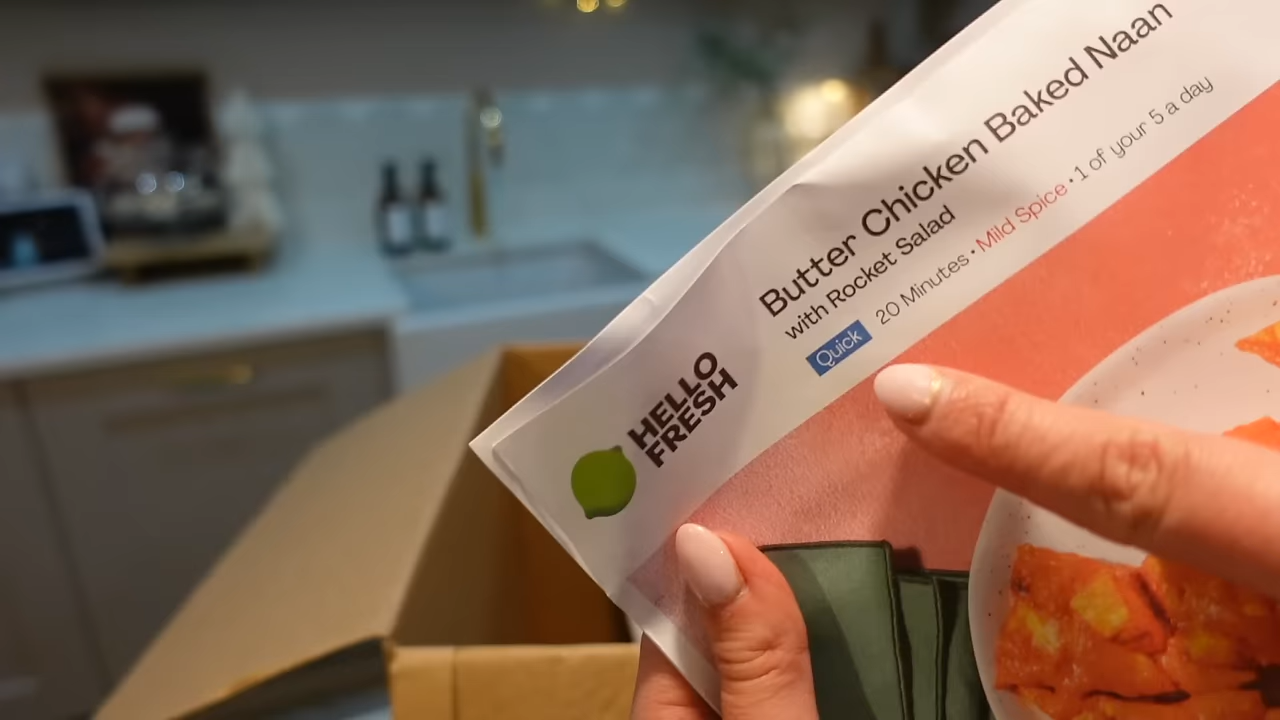 Butter Chicken Baked Naan
with Rocket Salad
Quick 20 Minutes • Mild Spice • 1 of your 5 a day
HELLO
FRESH